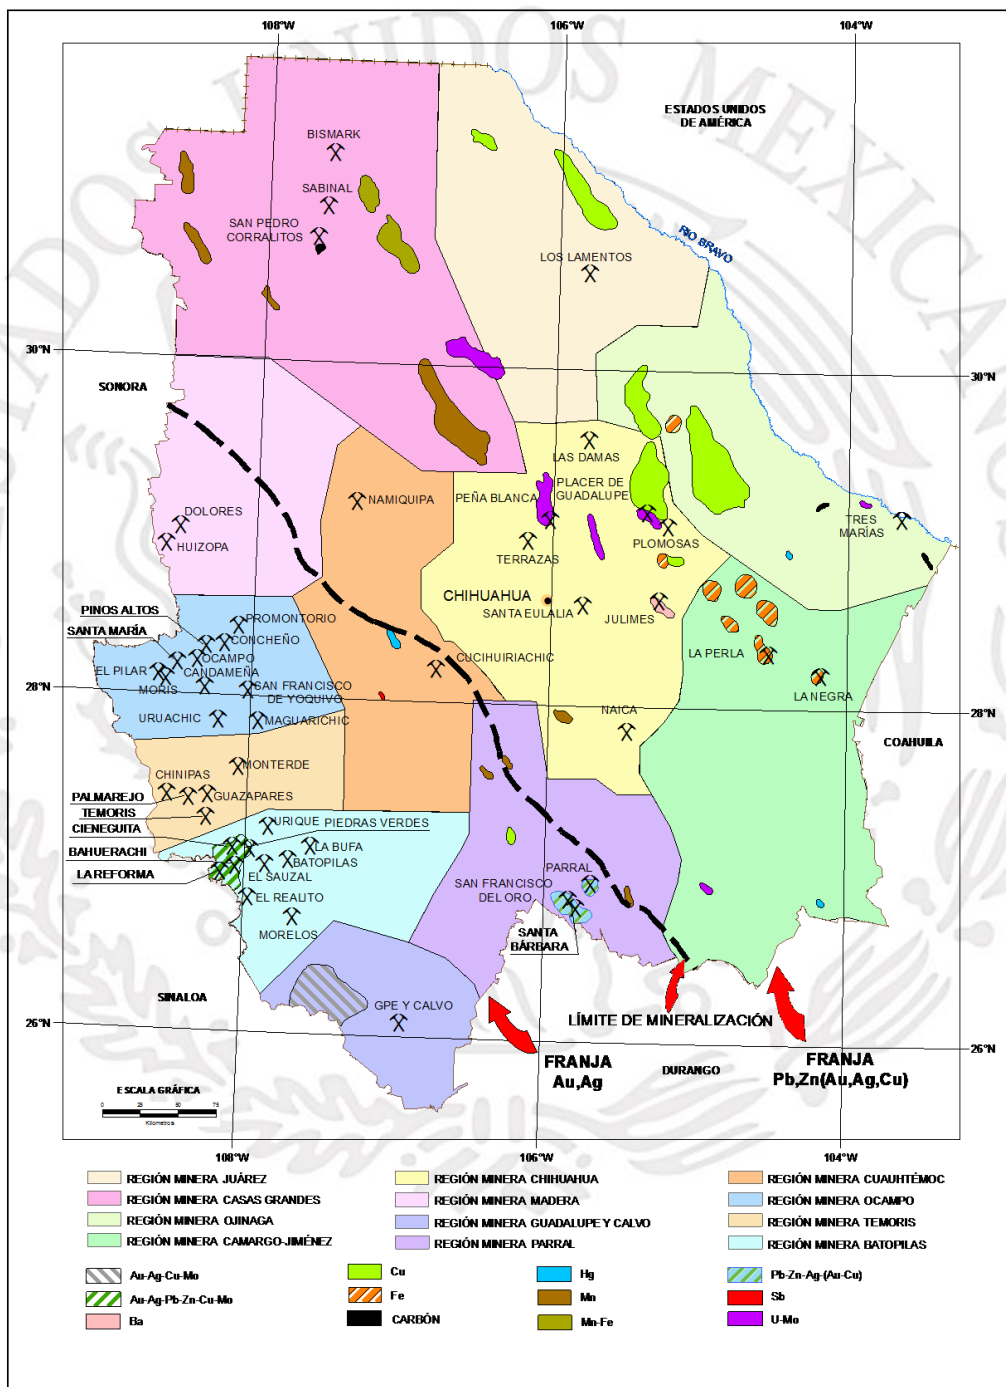 ESTADOS UNIDOS MEXICANOS
108°W
106°W
104°W
ESTADOS UNIDOS
DE AMÉRICA
BISMARK
SABINAL
SAN PEDRO
CORRALITOS
RIO BRAVO
LOS LAMENTOS
30°N
30°N
SONORA
LAS DAMAS
NAMIQUIPA
PEÑA BLANCA
PLACER DE
GUADALUPE
DOLORES
HUIZOPA
TERRAZAS
PLOMOSAS
TRES
MARÍAS
CHIHUAHUA
SANTA EULALIA
JULIMES
PINOS ALTOS
SANTA MARÍA
PROMONTORIO
CONCHEÑO
OCAMPO
EL PILAR
CANDAMEÑA
MORIS
SAN FRANCISCO
DE YOQUIVO
CUCIHUIRIACHIC
LA PERLA
LA NEGRA
28°N
28°N
URUACHIC
MAGUARICHIC
NAICA
COAHUILA
MONTERDE
CHINIPAS
PALMAREJO
GUAZAPARES
TEMORIS
CIENEGUITA
URIQUE
PIEDRAS VERDES
BAHUERACHI
LA BUFA
BATOPILAS
LA REFORMA
EL SAUZAL
EL REALITO
MORELOS
PARRAL
SAN FRANCISCO
DEL ORO
SANTA
BÁRBARA
SINALOA
GPE Y CALVO
26°N
26°N
LÍMITE DE MINERALIZACIÓN
FRANJA
Au,Ag
DURANGO
FRANJA
Pb,Zn(Au,Ag,Cu)
ESCALA GRÁFICA
0 25 50 75
Kilometros
108°W
106°W
104°W
REGIÓN MINERA JUÁREZ
REGIÓN MINERA CASAS GRANDES
REGIÓN MINERA OJINAGA
REGIÓN MINERA CAMARGO-JIMÉNEZ
REGIÓN MINERA CHIHUAHUA
REGIÓN MINERA MADERA
REGIÓN MINERA GUADALUPE Y CALVO
REGIÓN MINERA PARRAL
REGIÓN MINERA CUAUHTÉMOC
REGIÓN MINERA OCAMPO
REGIÓN MINERA TEMORIS
REGIÓN MINERA BATOPILAS
Au-Ag-Cu-Mo
Au-Ag-Pb-Zn-Cu-Mo
Ba
Cu
Fe
CARBÓN
Hg
Mn
Mn-Fe
Pb-Zn-Ag-(Au-Cu)
Sb
U-Mo